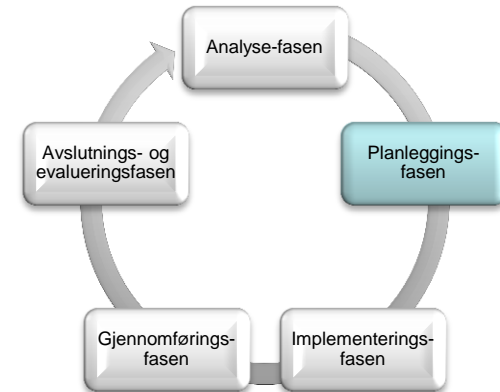 Analyse-fasen
Planleggings-
fasen
Implementerings-
fasen
Gjennomførings-
fasen
Avslutnings- og
evalueringsfasen